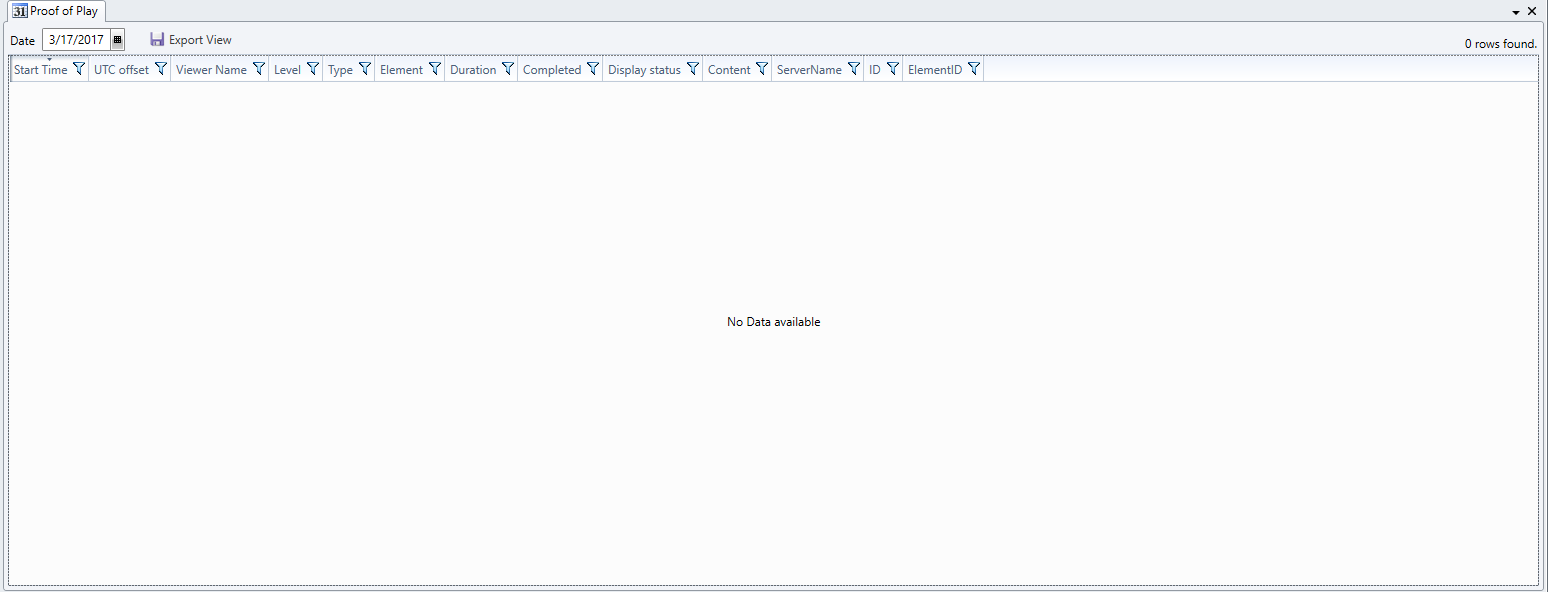 31 Proof of Play
Date 3/17/2017 Export View
0 rows found.
Start Time UTC offset Viewer Name Level Type Element Duration Completed Display status Content ServerName ID ElementID
No Data available